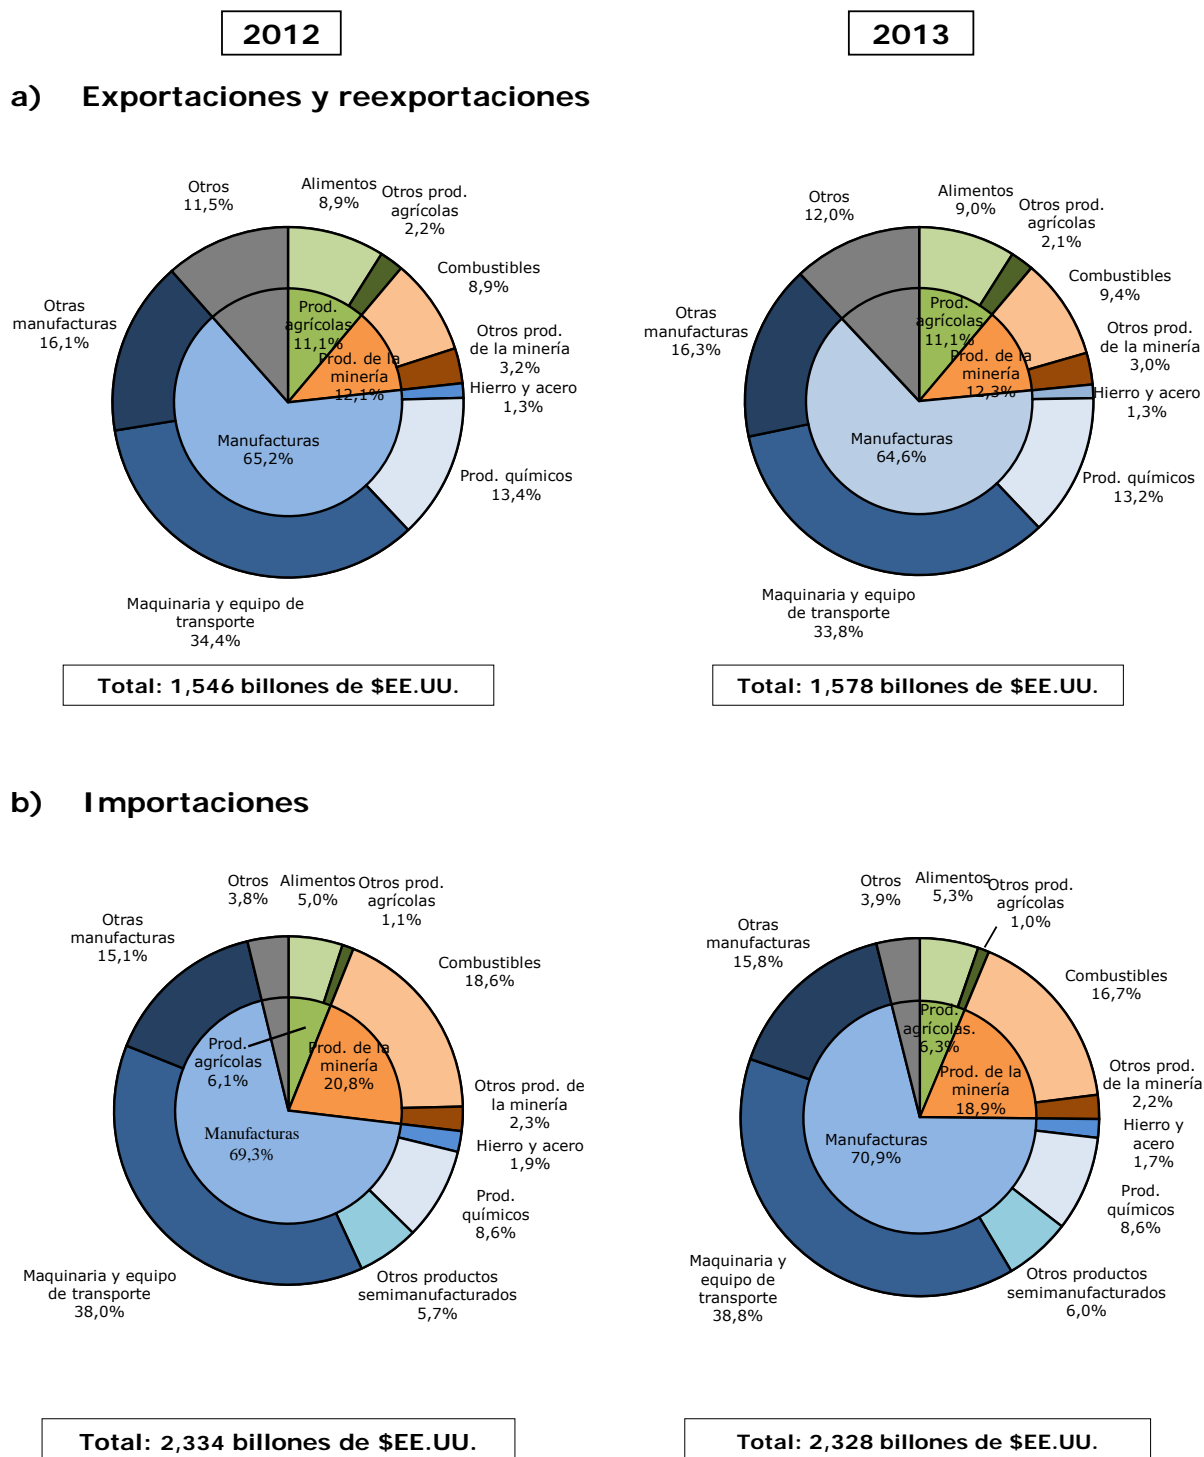 2012
2013
a) Exportaciones y reexportaciones
Otros
11,5%
Alimentos
8,9%
Otros prod.
agrícolas
2,2%
Combustibles
8,9%
Otras
manufacturas
16,1%
Prod.
agrícolas
11,1%
Prod. de la
minería
12,1%
Otros prod.
de la minería
3,2%
Hierro y acero
1,3%
Manufacturas
65,2%
Prod. químicos
13,4%
Maquinaria y equipo de
transporte
34,4%
Total: 1,546 billones de $EE.UU.
Otros
12,0%
Alimentos
9,0%
Otros prod.
agrícolas
2,1%
Combustibles
9,4%
Otras
manufacturas
16,3%
Prod.
agrícolas
11,1%
Prod. de la
minería
12,3%
Otros prod.
de la minería
3,0%
Hierro y acero
1,3%
Manufacturas
64,6%
Prod. químicos
13,2%
Maquinaria y equipo
de transporte
33,8%
Total: 1,578 billones de $EE.UU.
b) Importaciones
Otros
3,8%
Alimentos
5,0%
Otros prod.
agrícolas
1,1%
Otras
manufacturas
15,1%
Combustibles
18,6%
Prod.
agrícolas
6,1%
Prod. de la
minería
20,8%
Otros prod. de
la minería
2,3%
Hierro y acero
1,9%
Manufacturas
69,3%
Prod.
químicos
8,6%
Maquinaria y equipo
de transporte
38,0%
Otros productos
semimanufacturados
5,7%
Total: 2,334 billones de $EE.UU.
Otros
3,9%
Alimentos
5,3%
Otros prod.
agrícolas
1,0%
Otras
manufacturas
15,8%
Combustibles
16,7%
Prod.
agrícolas.
6,3%
Prod. de la
minería
18,9%
Otros prod.
de la minería
2,2%
Hierro y
acero
1,7%
Manufacturas
70,9%
Prod.
químicos
8,6%
Maquinaria y
equipo de
transporte
38,8%
Otros productos
semimanufacturados
6,0%
Total: 2,328 billones de $EE.UU.